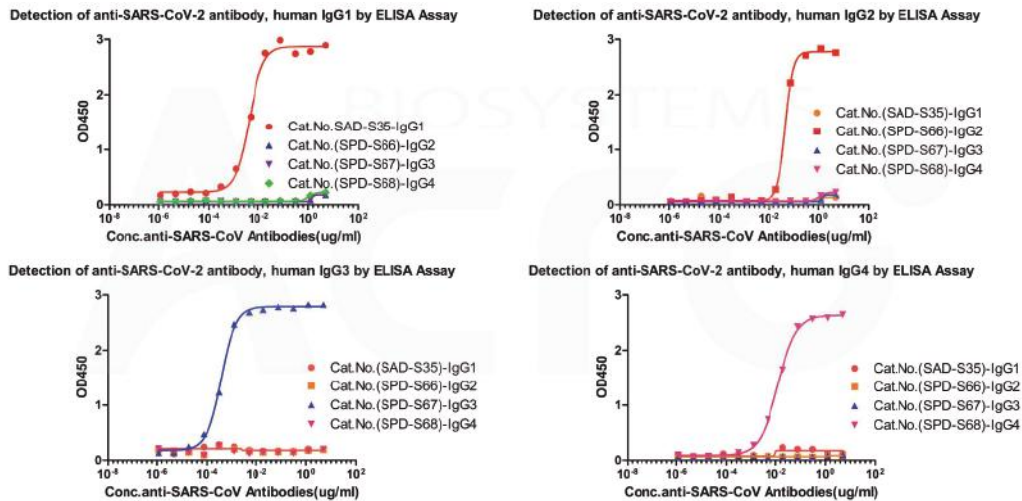 Detection of anti-SARS-CoV-2 antibody, human IgG1 by ELISA Assay
3
2
1
0
OD450
Cat.No.SAD-S35-IgG1
Cat.No.(SPD-S66)-IgG2
Cat.No.(SPD-S67)-IgG3
Cat.No.(SPD-S68)-IgG4
10-8 10-6 10-4 10-2 100 102
Conc.anti-SARS-CoV Antibodies(ug/ml)
Detection of anti-SARS-CoV-2 antibody, human IgG2 by ELISA Assay
3
2
1
0
OD450
Cat.No.(SAD-S35)-IgG1
Cat.No.(SPD-S66)-IgG2
Cat.No.(SPD-S67)-IgG3
Cat.No.(SPD-S68)-IgG4
10-8 10-6 10-4 10-2 100 102
Conc.anti-SARS-CoV Antibodies(ug/ml)
Detection of anti-SARS-CoV-2 antibody, human IgG3 by ELISA Assay
3
2
1
0
OD450
Cat.No.(SAD-S35)-IgG1
Cat.No.(SPD-S66)-IgG2
Cat.No.(SPD-S67)-IgG3
Cat.No.(SPD-S68)-IgG4
10-8 10-6 10-4 10-2 100 102
Conc.anti-SARS-CoV Antibodies(ug/ml)
Detection of anti-SARS-CoV-2 antibody, human IgG4 by ELISA Assay
3
2
1
0
OD450
Cat.No.(SAD-S35)-IgG1
Cat.No.(SPD-S66)-IgG2
Cat.No.(SPD-S67)-IgG3
Cat.No.(SPD-S68)-IgG4
10-8 10-6 10-4 10-2 100 102
Conc.anti-SARS-CoV Antibodies(ug/ml)
BIOSYSTEMS